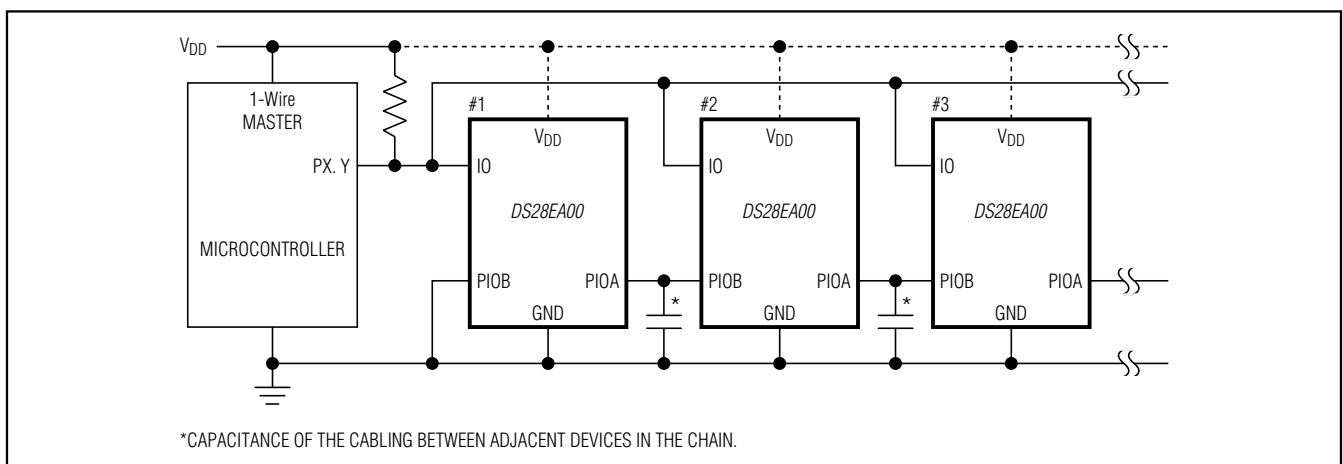 VDD
1-Wire
MASTER
PX. Y
MICROCONTROLLER
#1
VDD
IO
DS28EA00
PIOB
PIOA
GND
*
#2
VDD
IO
DS28EA00
PIOB
PIOA
GND
*
#3
VDD
IO
DS28EA00
PIOB
PIOA
GND
*CAPACITANCE OF THE CABLING BETWEEN ADJACENT DEVICES IN THE CHAIN.